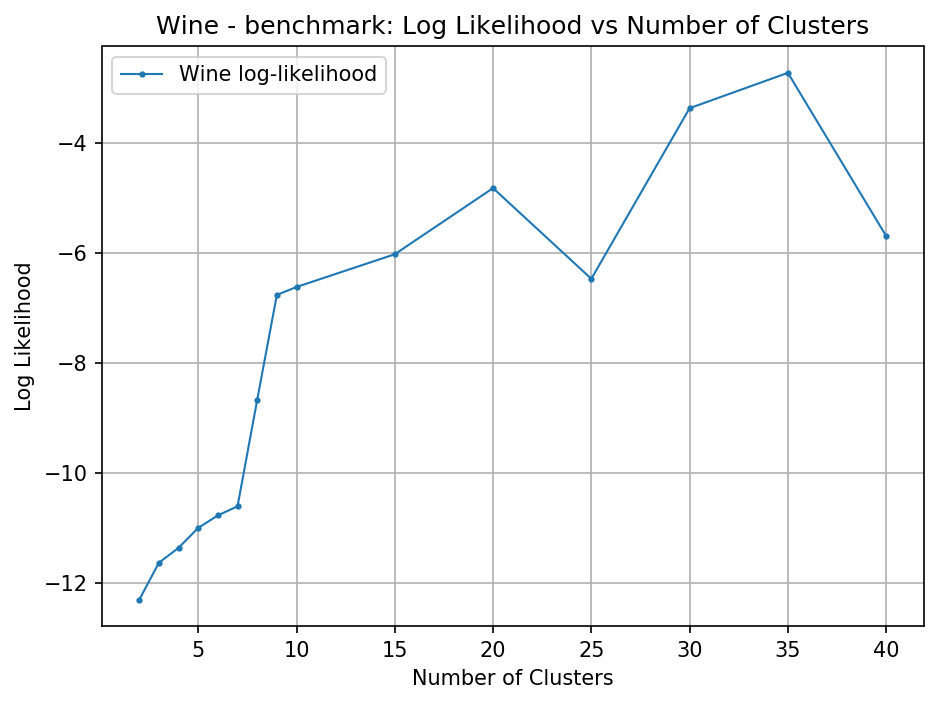 Wine - benchmark: Log Likelihood vs Number of Clusters
Wine log-likelihood
−4
−6
−8
−10
−12
Log Likelihood
5 10 15 20 25 30 35 40
Number of Clusters